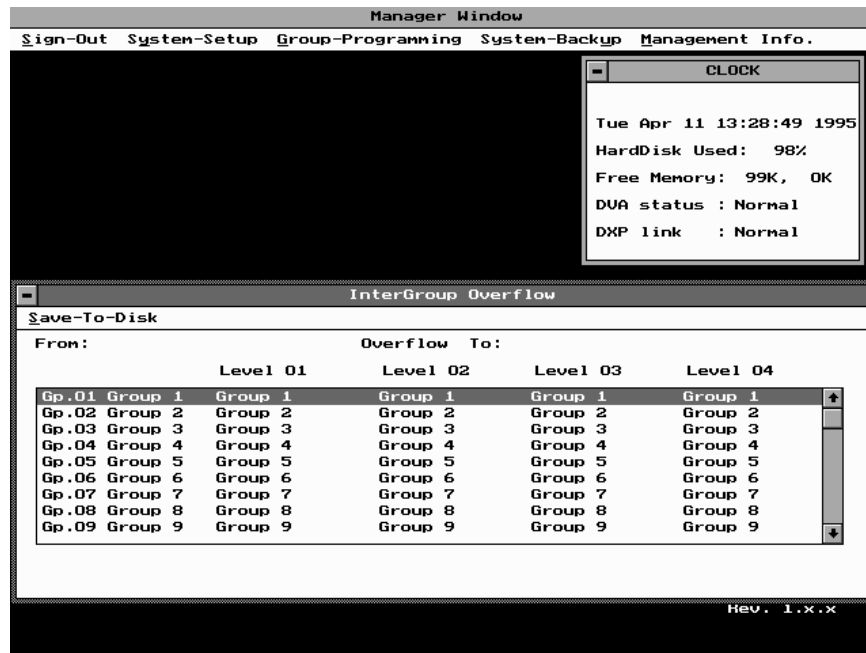 Manager Window
Sign-Out System-Setup Group-Programming System-Backup Management Info.
CLOCK
Tue Apr 11 13:28:49 1995
HardDisk Used: 98%
Free Memory: 99K, OK
DVA status : Normal
DXP link : Normal
InterGroup Overflow
Save-To-Disk
From: Overflow To:
Level 01 Level 02 Level 03 Level 04
Gp.01 Group 1 Group 1 Group 1 Group 1 Group 1
Gp.02 Group 2 Group 2 Group 2 Group 2 Group 2
Gp.03 Group 3 Group 3 Group 3 Group 3 Group 3
Gp.04 Group 4 Group 4 Group 4 Group 4 Group 4
Gp.05 Group 5 Group 5 Group 5 Group 5 Group 5
Gp.06 Group 6 Group 6 Group 6 Group 6 Group 6
Gp.07 Group 7 Group 7 Group 7 Group 7 Group 7
Gp.08 Group 8 Group 8 Group 8 Group 8 Group 8
Gp.09 Group 9 Group 9 Group 9 Group 9 Group 9
Rev. 1.x.x